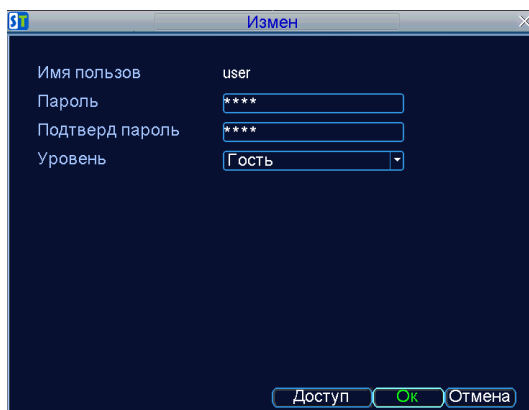 ST Измен
Имя пользов user
Пароль ****
Подтверд пароль ****
Уровень Гость
Доступ Ок Отмена